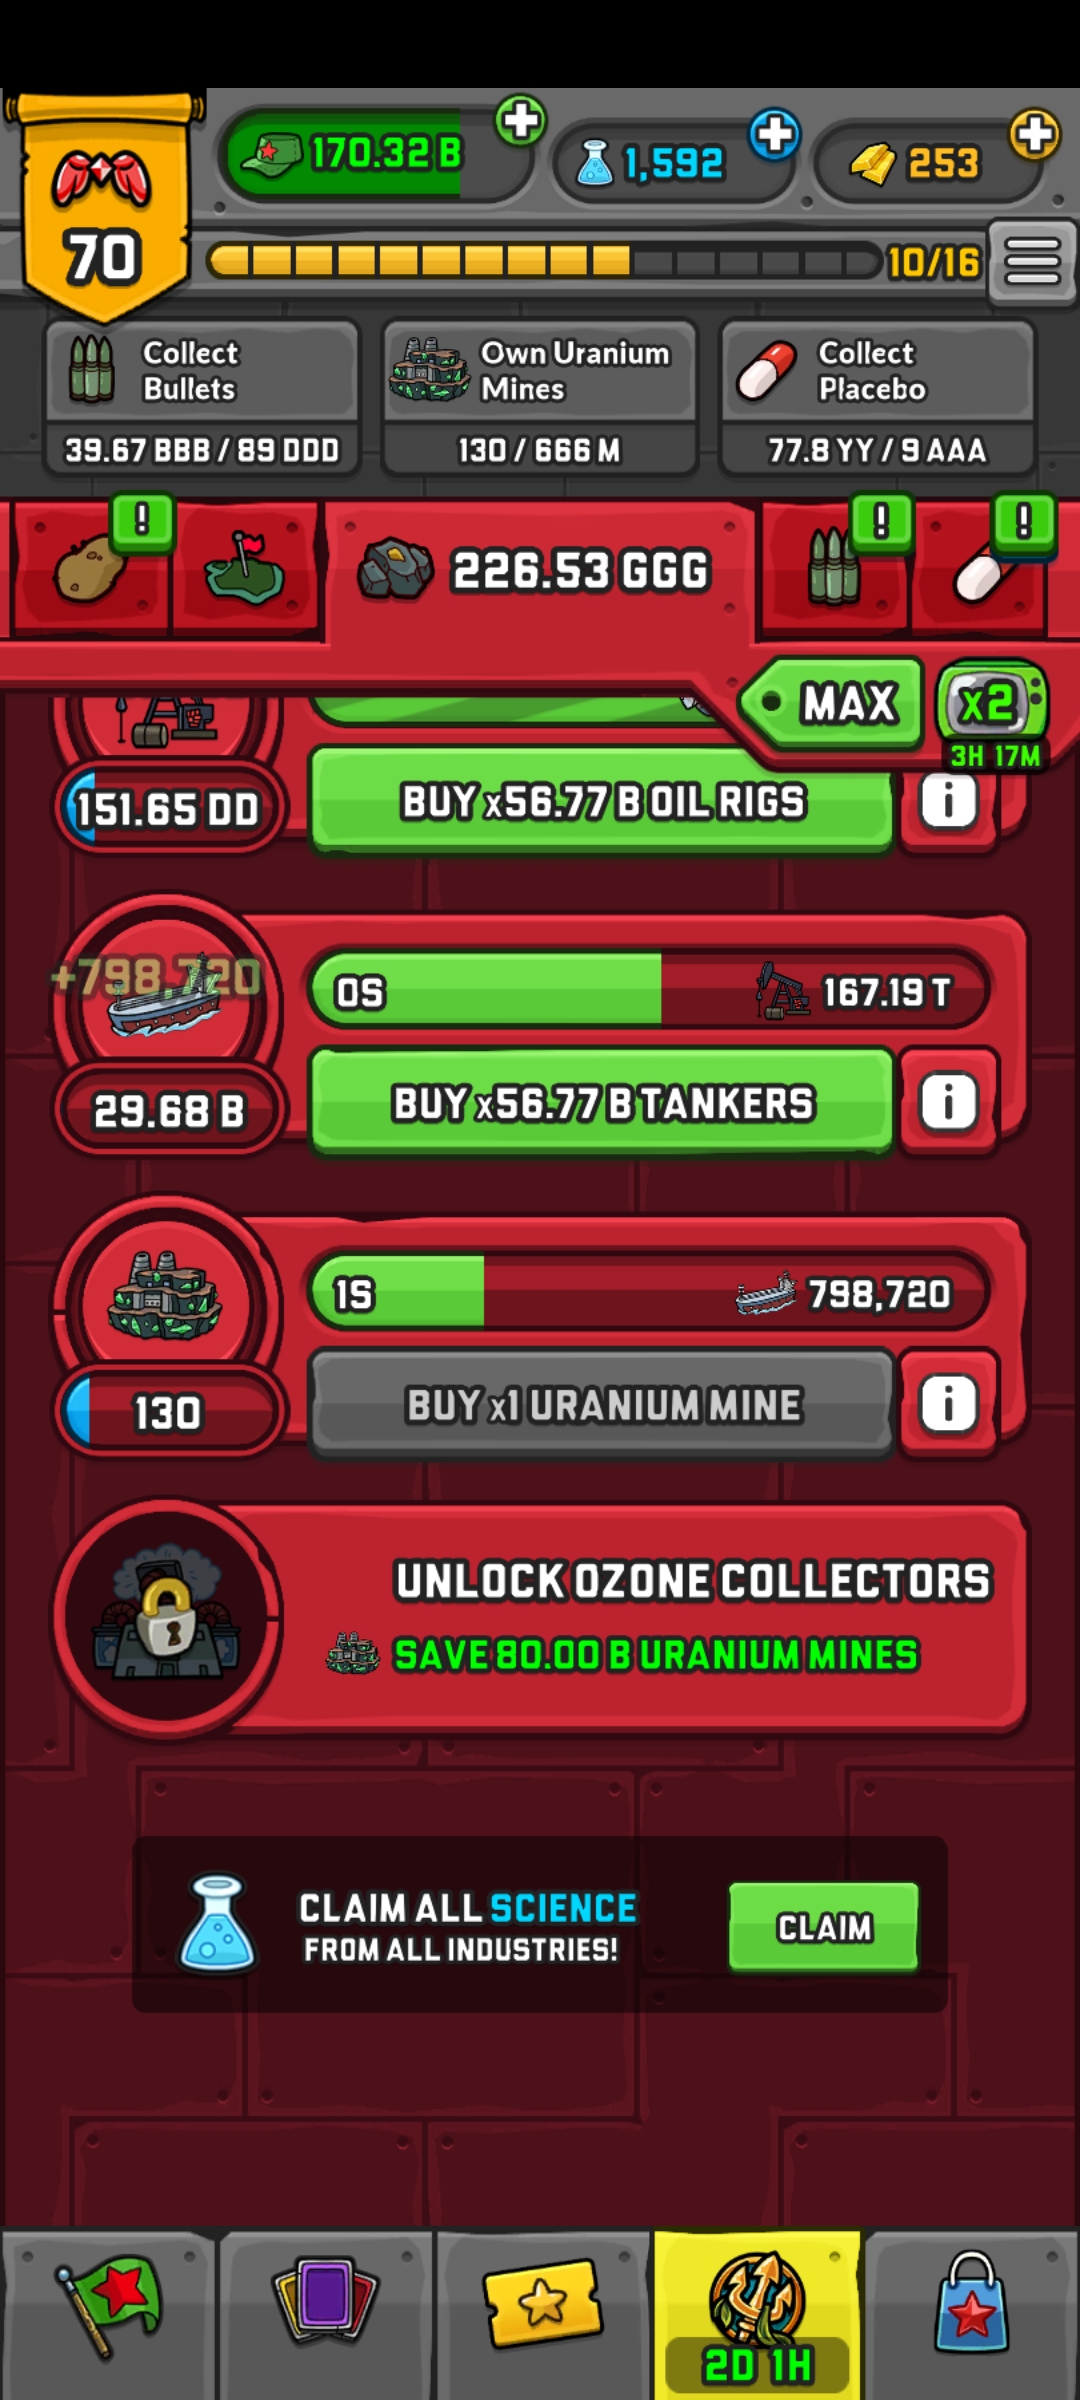 170.32 B
1,592
253
70
10/16
Collect
Bullets
39.67 BBB / 89 DDD
Own Uranium
Mines
130 / 666 M
Collect
Placebo
77.8 YY / 9 AAA
!
226.53 GGG
!
!
MAX
x2
3H 17M
151.65 DD
BUY x56.77 B OIL RIGS
i
+798,720
0S
167.19 T
29.68 B
BUY x56.77 B TANKERS
i
1S
798,720
130
BUY x1 URANIUM MINE
i
UNLOCK OZONE COLLECTORS
SAVE 80.00 B URANIUM MINES
CLAIM ALL SCIENCE
FROM ALL INDUSTRIES!
CLAIM
2D 1H